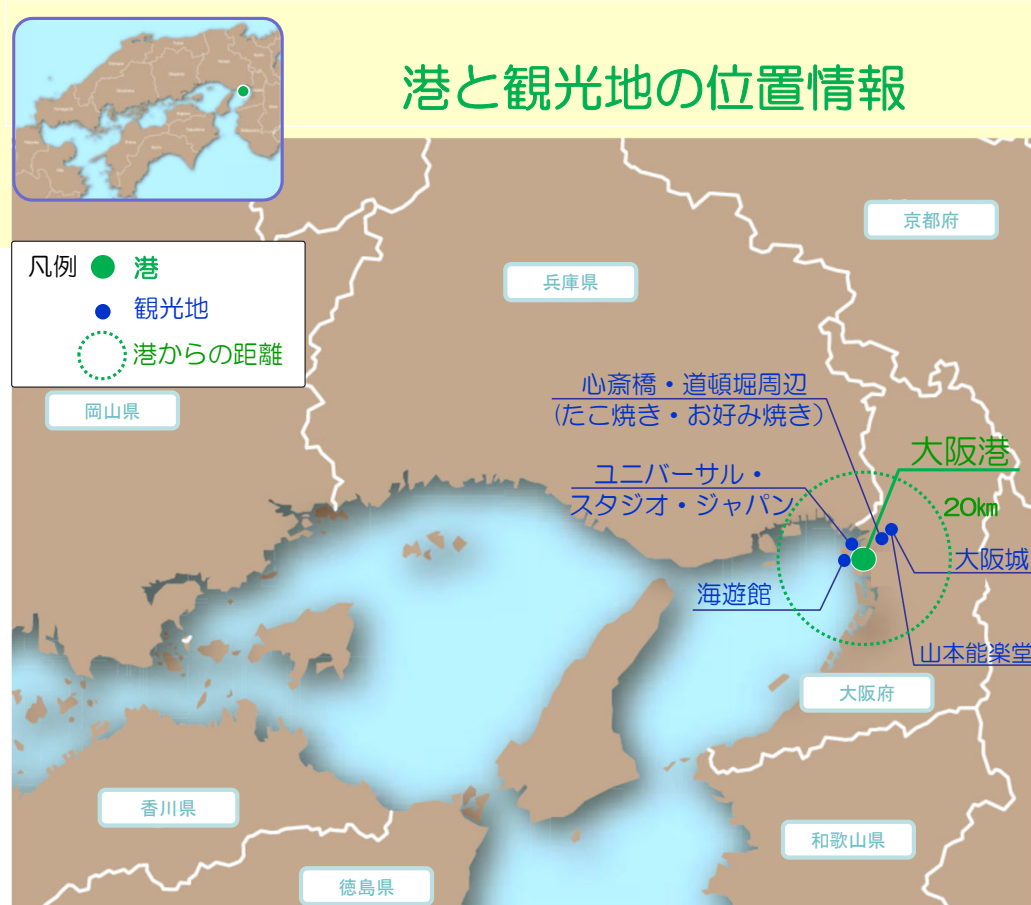 港と観光地の位置情報
京都府
凡例
港
観光地
港からの距離
兵庫県
岡山県
心斎橋・道頓堀周辺
(たこ焼き・お好み焼き)
大阪港
ユニバーサル・
スタジオ・ジャパン
20km
大阪城
海遊館
山本能楽堂
大阪府
香川県
和歌山県
徳島県